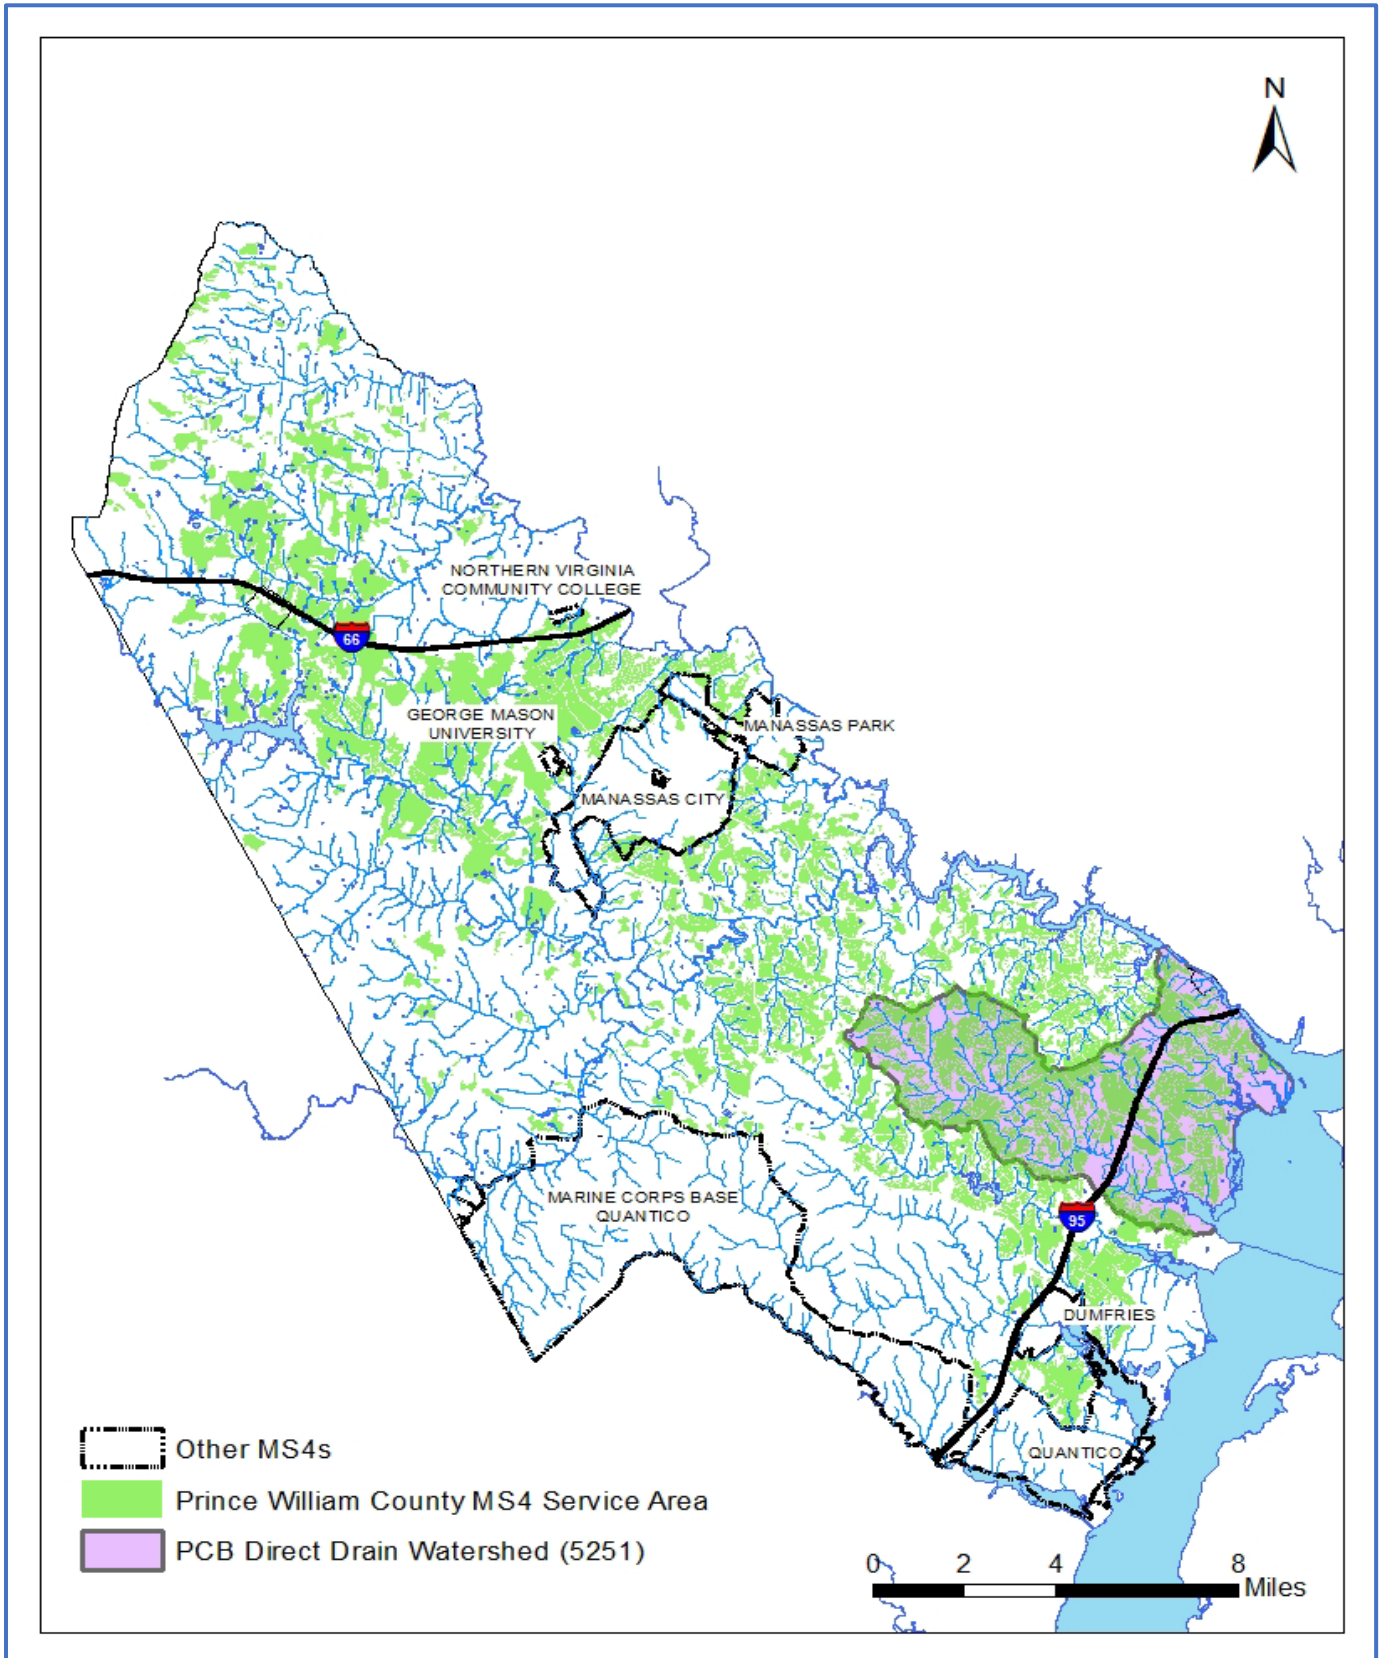 N
NORTHERN VIRGINIA
COMMUNITY COLLEGE
66
GEORGE MASON
UNIVERSITY
MANASSAS PARK
MANASSAS CITY
MARINE CORPS BASE
QUANTICO
95
DUMFRIES
QUANTICO
Other MS4s
Prince William County MS4 Service Area
PCB Direct Drain Watershed (5251)
0 2 4 8
Miles